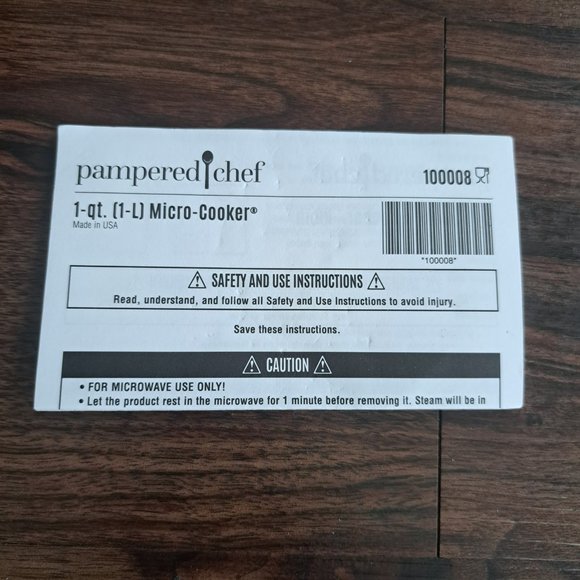 pampered chef
100008
1-qt. (1-L) Micro-Cooker®
Made in USA
*100008*
SAFETY AND USE INSTRUCTIONS
Read, understand, and follow all Safety and Use Instructions to avoid injury.
Save these instructions.
CAUTION
• FOR MICROWAVE USE ONLY!
• Let the product rest in the microwave for 1 minute before removing it. Steam will be in